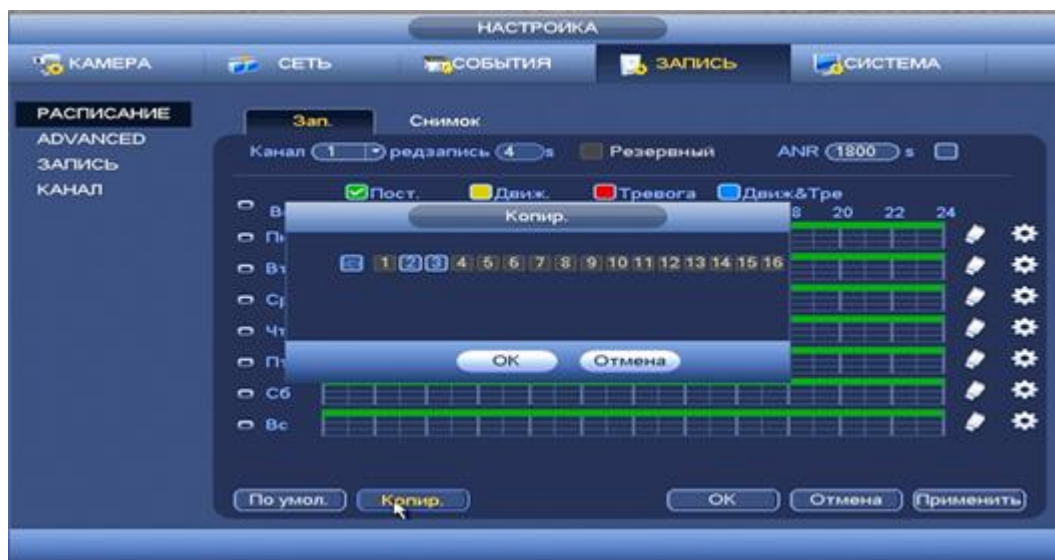 НАСТРОЙКА
КАМЕРА СЕТЬ СОБЫТИЯ ЗАПИСЬ СИСТЕМА
РАСПИСАНИЕ
ADVANCED
ЗАПИСЬ
КАНАЛ
Зап. Снимок
Канал 1 редзапись 4 s Резервный ANR 1800 s
Пост. Движ. Тревога Движ&Тре
8 20 22 24
Копир.
1 2 3 4 5 6 7 8 9 10 11 12 13 14 15 16
OK Отмена
Сб
Вс
По умол. Копир. OK Отмена Применить